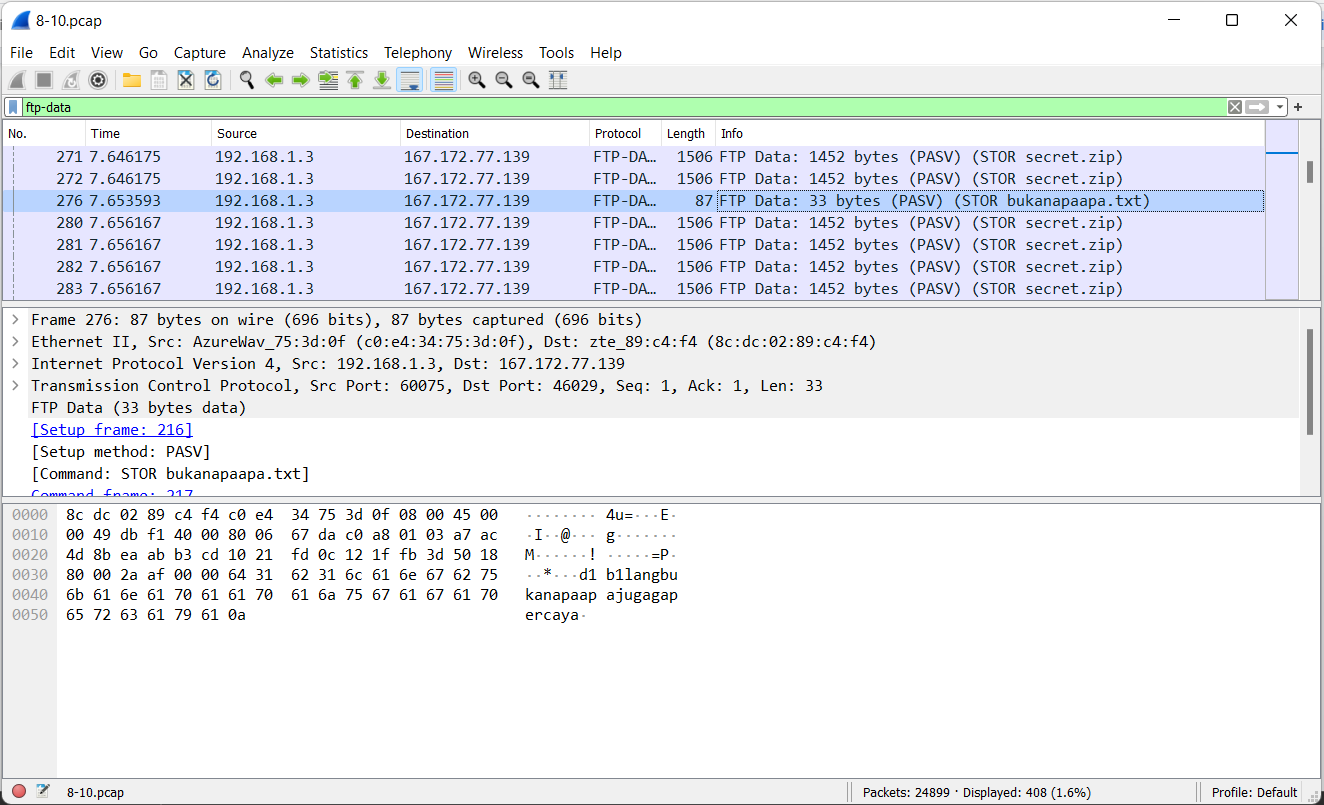 8-10.pcap
File Edit View Go Capture Analyze Statistics Telephony Wireless Tools Help
ftp-data
No. Time Source Destination Protocol Length Info
271 7.646175 192.168.1.3 167.172.77.139 FTP-DA… 1506 FTP Data: 1452 bytes (PASV) (STOR secret.zip)
272 7.646175 192.168.1.3 167.172.77.139 FTP-DA… 1506 FTP Data: 1452 bytes (PASV) (STOR secret.zip)
276 7.653593 192.168.1.3 167.172.77.139 FTP-DA… 87 FTP Data: 33 bytes (PASV) (STOR bukanapaapa.txt)
280 7.656167 192.168.1.3 167.172.77.139 FTP-DA… 1506 FTP Data: 1452 bytes (PASV) (STOR secret.zip)
281 7.656167 192.168.1.3 167.172.77.139 FTP-DA… 1506 FTP Data: 1452 bytes (PASV) (STOR secret.zip)
282 7.656167 192.168.1.3 167.172.77.139 FTP-DA… 1506 FTP Data: 1452 bytes (PASV) (STOR secret.zip)
283 7.656167 192.168.1.3 167.172.77.139 FTP-DA… 1506 FTP Data: 1452 bytes (PASV) (STOR secret.zip)
Frame 276: 87 bytes on wire (696 bits), 87 bytes captured (696 bits)
Ethernet II, Src: AzureWav_75:3d:0f (c0:e4:34:75:3d:0f), Dst: zte_89:c4:f4 (8c:dc:02:89:c4:f4)
Internet Protocol Version 4, Src: 192.168.1.3, Dst: 167.172.77.139
Transmission Control Protocol, Src Port: 60075, Dst Port: 46029, Seq: 1, Ack: 1, Len: 33
FTP Data (33 bytes data)
[Setup frame: 216]
[Setup method: PASV]
[Command: STOR bukanapaapa.txt]
Command frame: 217
0000 8c dc 02 89 c4 f4 c0 e4 34 75 3d 0f 08 00 45 00 ········ 4u=···E·
0010 00 49 db f1 40 00 80 06 67 da c0 a8 01 03 a7 ac ·I··@··· g·······
0020 4d 8b ea ab b3 cd 10 21 fd 0c 12 1f fb 3d 50 18 M······! ·····=P·
0030 80 00 2a af 00 00 64 31 62 31 6c 61 6e 67 62 75 ··*···d1 b1langbu
0040 6b 61 6e 61 70 61 61 70 61 6a 75 67 61 67 61 70 kanapaap ajugagap
0050 65 72 63 61 79 61 0a ercaya·
8-10.pcap Packets: 24899 · Displayed: 408 (1.6%) Profile: Default